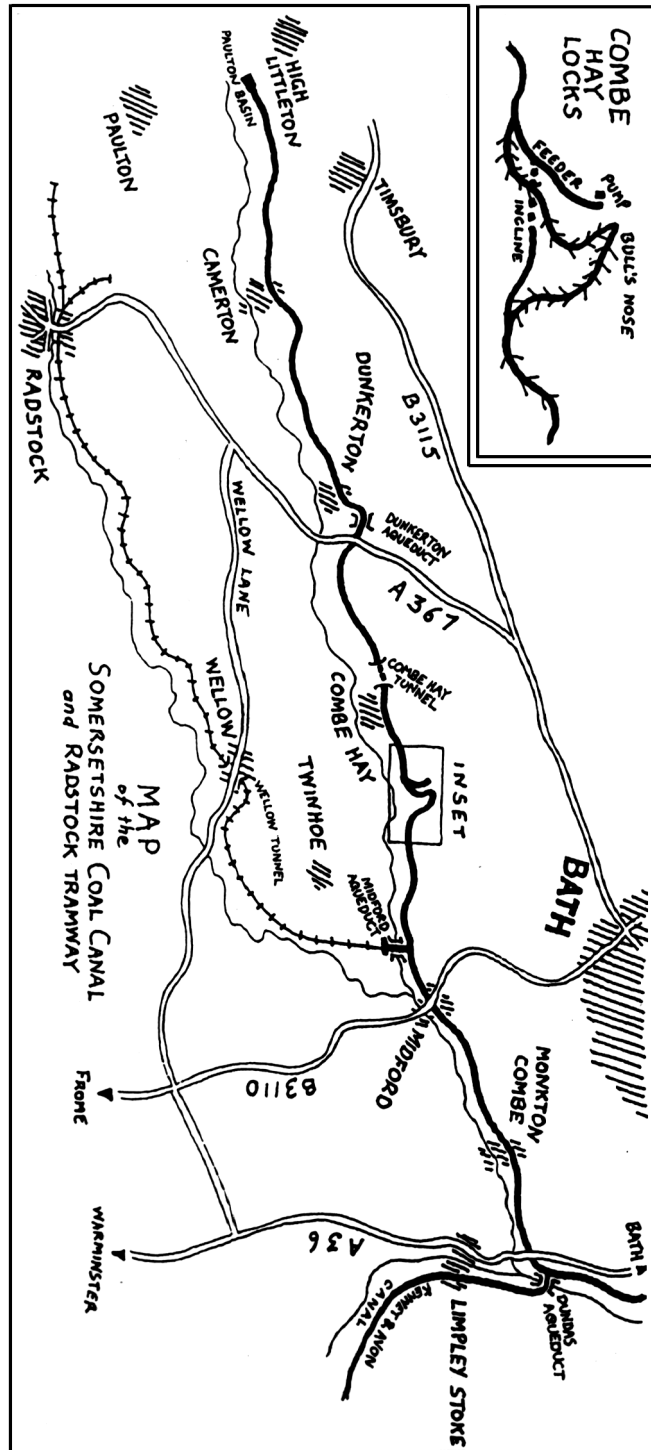 COMBE
HAY
LOCKS
FEEDER
PUMP
BULL'S NOSE
INCLINE
HIGH
LITTLETON
PAULTON BASIN
PAULTON
TIMSBURY
CAMERTON
RADSTOCK
DUNKERTON
B3115
DUNKERTON
AQUEDUCT
A367
WELLOW LANE
COMBE HAY
TUNNEL
COMBE HAY
INSET
WELLOW
WELLOW TUNNEL
TWINHOE
MIDFORD
AQUEDUCT
BATH
MIDFORD
MONKTON
COMBE
B3110
FROME
A36
WARMINSTER
BATH
DUNDAS
AQUEDUCT
LIMPLEY STOKE
KENNET & AVON
CANAL
MAP
of the
SOMERSETSHIRE COAL CANAL
and RADSTOCK TRAMWAY